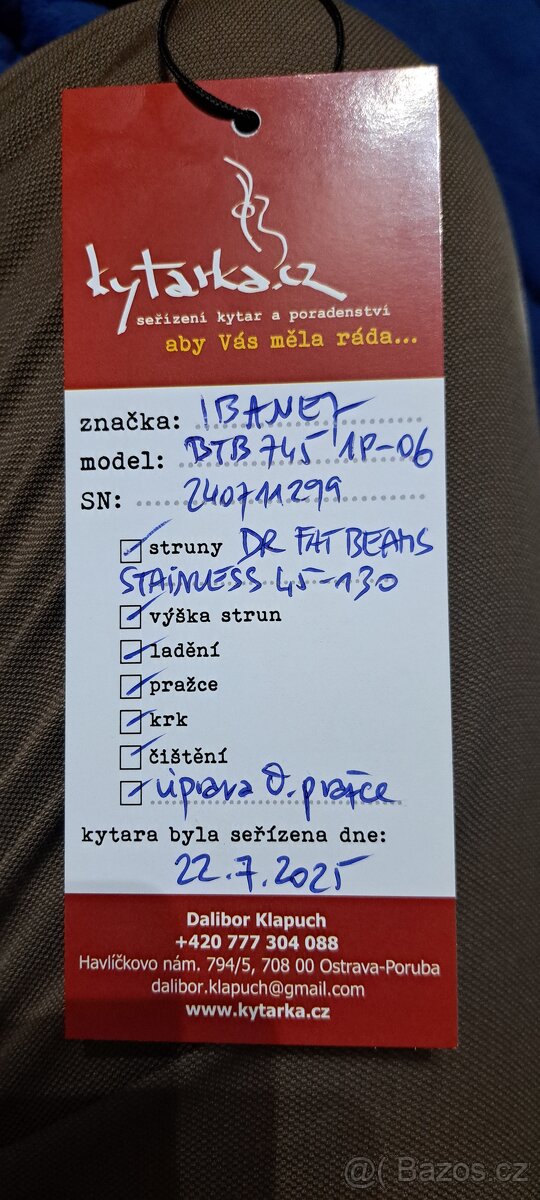 kytarka.cz
seřízení kytar a poradenství
aby Vás měla ráda...
značka: IBANEZ
model: BTB 745 1P-06
SN: 240711299
struny DR FAT BEAMS
STAINLESS 45-130
výška strun
ladění
pražce
krk
čištění
úprava 0. pražce
kytara byla seřízena dne:
22.7.2025
Dalibor Klapuch
+420 777 304 088
Havlíčkovo nám. 794/5, 708 00 Ostrava-Poruba
dalibor.klapuch@gmail.com
www.kytarka.cz
@( Bazos.cz